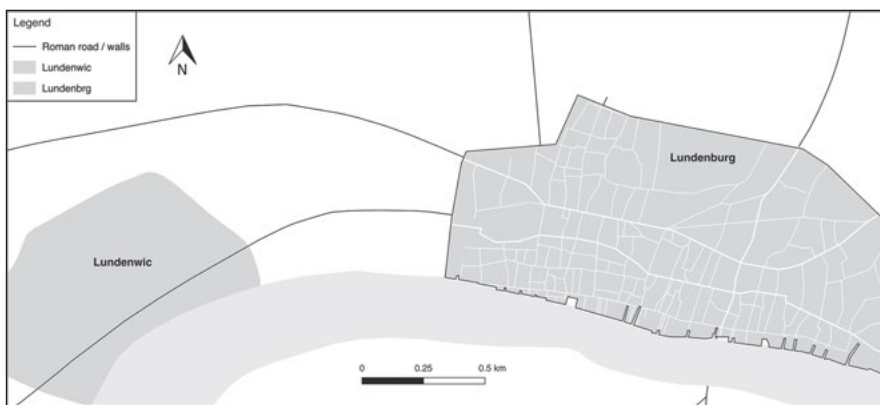 Legend
Roman road / walls
Lundenwic
Lundenbrg
N
Lundenburg
Lundenwic
0 0.25 0.5 km